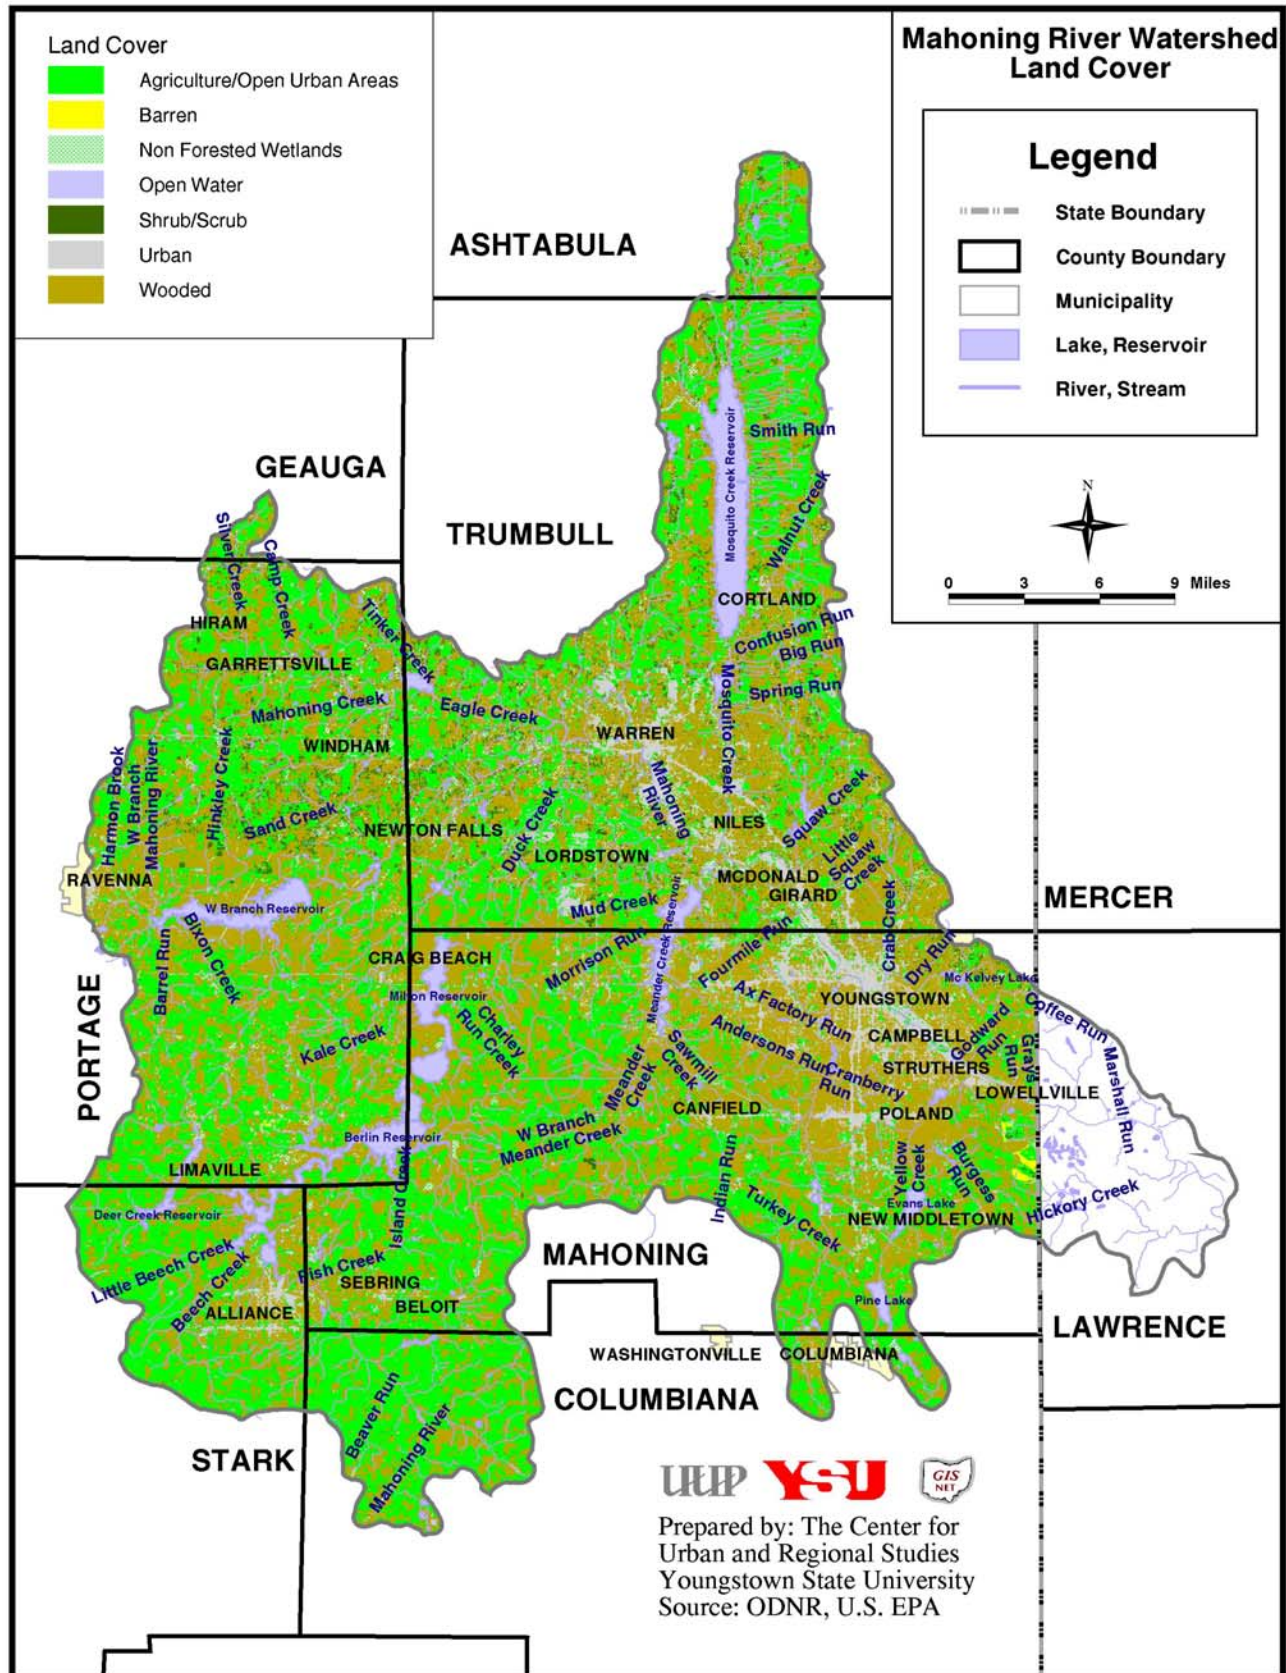 Land Cover
Agriculture/Open Urban Areas
Barren
Non Forested Wetlands
Open Water
Shrub/Scrub
Urban
Wooded
Mahoning River Watershed
Land Cover
Legend
State Boundary
County Boundary
Municipality
Lake, Reservoir
River, Stream
N
0 3 6 9 Miles
ASHTABULA
GEAUGA
TRUMBULL
Smith Run
Mosquito Creek Reservoir
Walnut Creek
Silver Creek
Camp Creek
CORTLAND
HIRAM
Tinker Creek
Confusion Run
Big Run
GARRETTSVILLE
Spring Run
Mosquito Creek
Mahoning Creek
Eagle Creek
WARREN
WINDHAM
Harmon Brook
W Branch
Mahoning River
Hinkley Creek
Mahoning
River
Squaw Creek
Sand Creek
NEWTON FALLS
Duck Creek
NILES
LORDSTOWN
Little
Squaw
Creek
MCDONALD
RAVENNA
GIRARD
MERCER
W Branch Reservoir
Mud Creek
Crab Creek
Bixon Creek
Barrel Run
Morrison Run
Meander Creek Reservoir
Fourmile Run
Dry Run
CRAIG BEACH
Mc Kelvey Lake
Milton Reservoir
Ax Factory Run
YOUNGSTOWN
Coffee Run
PORTAGE
Kale Creek
Charley
Run Creek
Andersons Run
CAMPBELL
Godward
Run
Grays
Run
Marshall Run
Sawmill
Creek
Meander
Creek
STRUTHERS
Cranberry
Run
LOWELLVILLE
CANFIELD
POLAND
Berlin Reservoir
W Branch
Meander Creek
LIMAVILLE
Island Creek
Indian Run
Yellow
Creek
Burgess
Run
Turkey Creek
Evans Lake
Hickory Creek
Deer Creek Reservoir
NEW MIDDLETOWN
Little Beech Creek
Beech Creek
Fish Creek
MAHONING
SEBRING
Pine Lake
ALLIANCE
BELOIT
LAWRENCE
WASHINGTONVILLE
COLUMBIANA
COLUMBIANA
Beaver Run
Mahoning River
STARK
UUP YSU GIS
NET
Prepared by: The Center for
Urban and Regional Studies
Youngstown State University
Source: ODNR, U.S. EPA